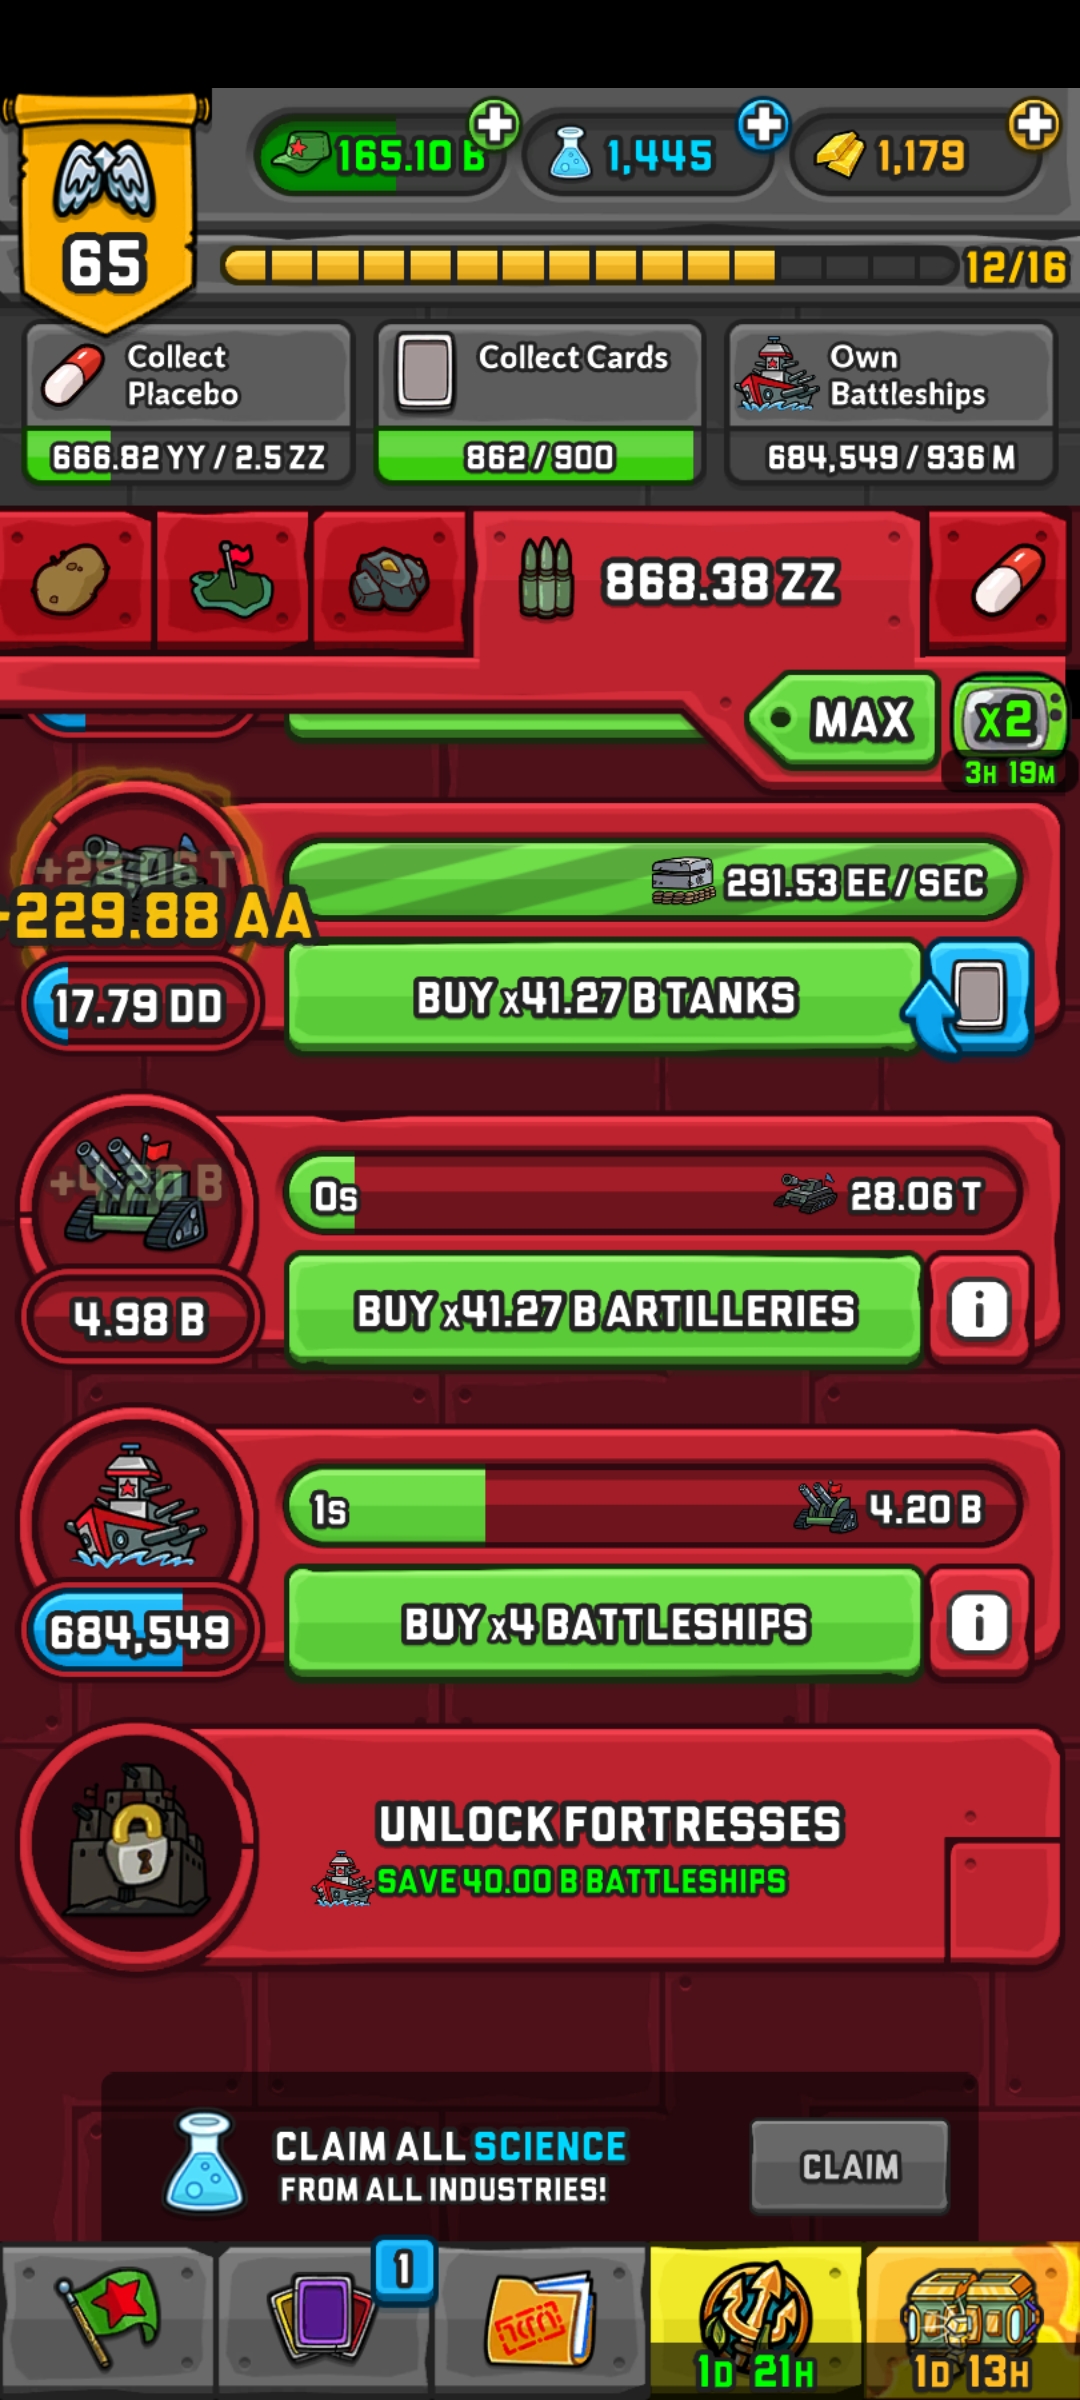 165.10 B
1,445
1,179
65
12/16
Collect
Placebo
666.82 YY / 2.5 ZZ
Collect Cards
862/900
Own
Battleships
684,549 / 936 M
868.38 ZZ
MAX
x2
3H 19M
+28.06 T
-229.88 AA
291.53 EE / SEC
17.79 DD
BUY x41.27 B TANKS
+4.20 B
0s
28.06 T
4.98 B
BUY x41.27 B ARTILLERIES
i
1s
4.20 B
684,549
BUY x4 BATTLESHIPS
i
UNLOCK FORTRESSES
SAVE 40.00 B BATTLESHIPS
CLAIM ALL SCIENCE
FROM ALL INDUSTRIES!
CLAIM
1
1D 21H
1D 13H